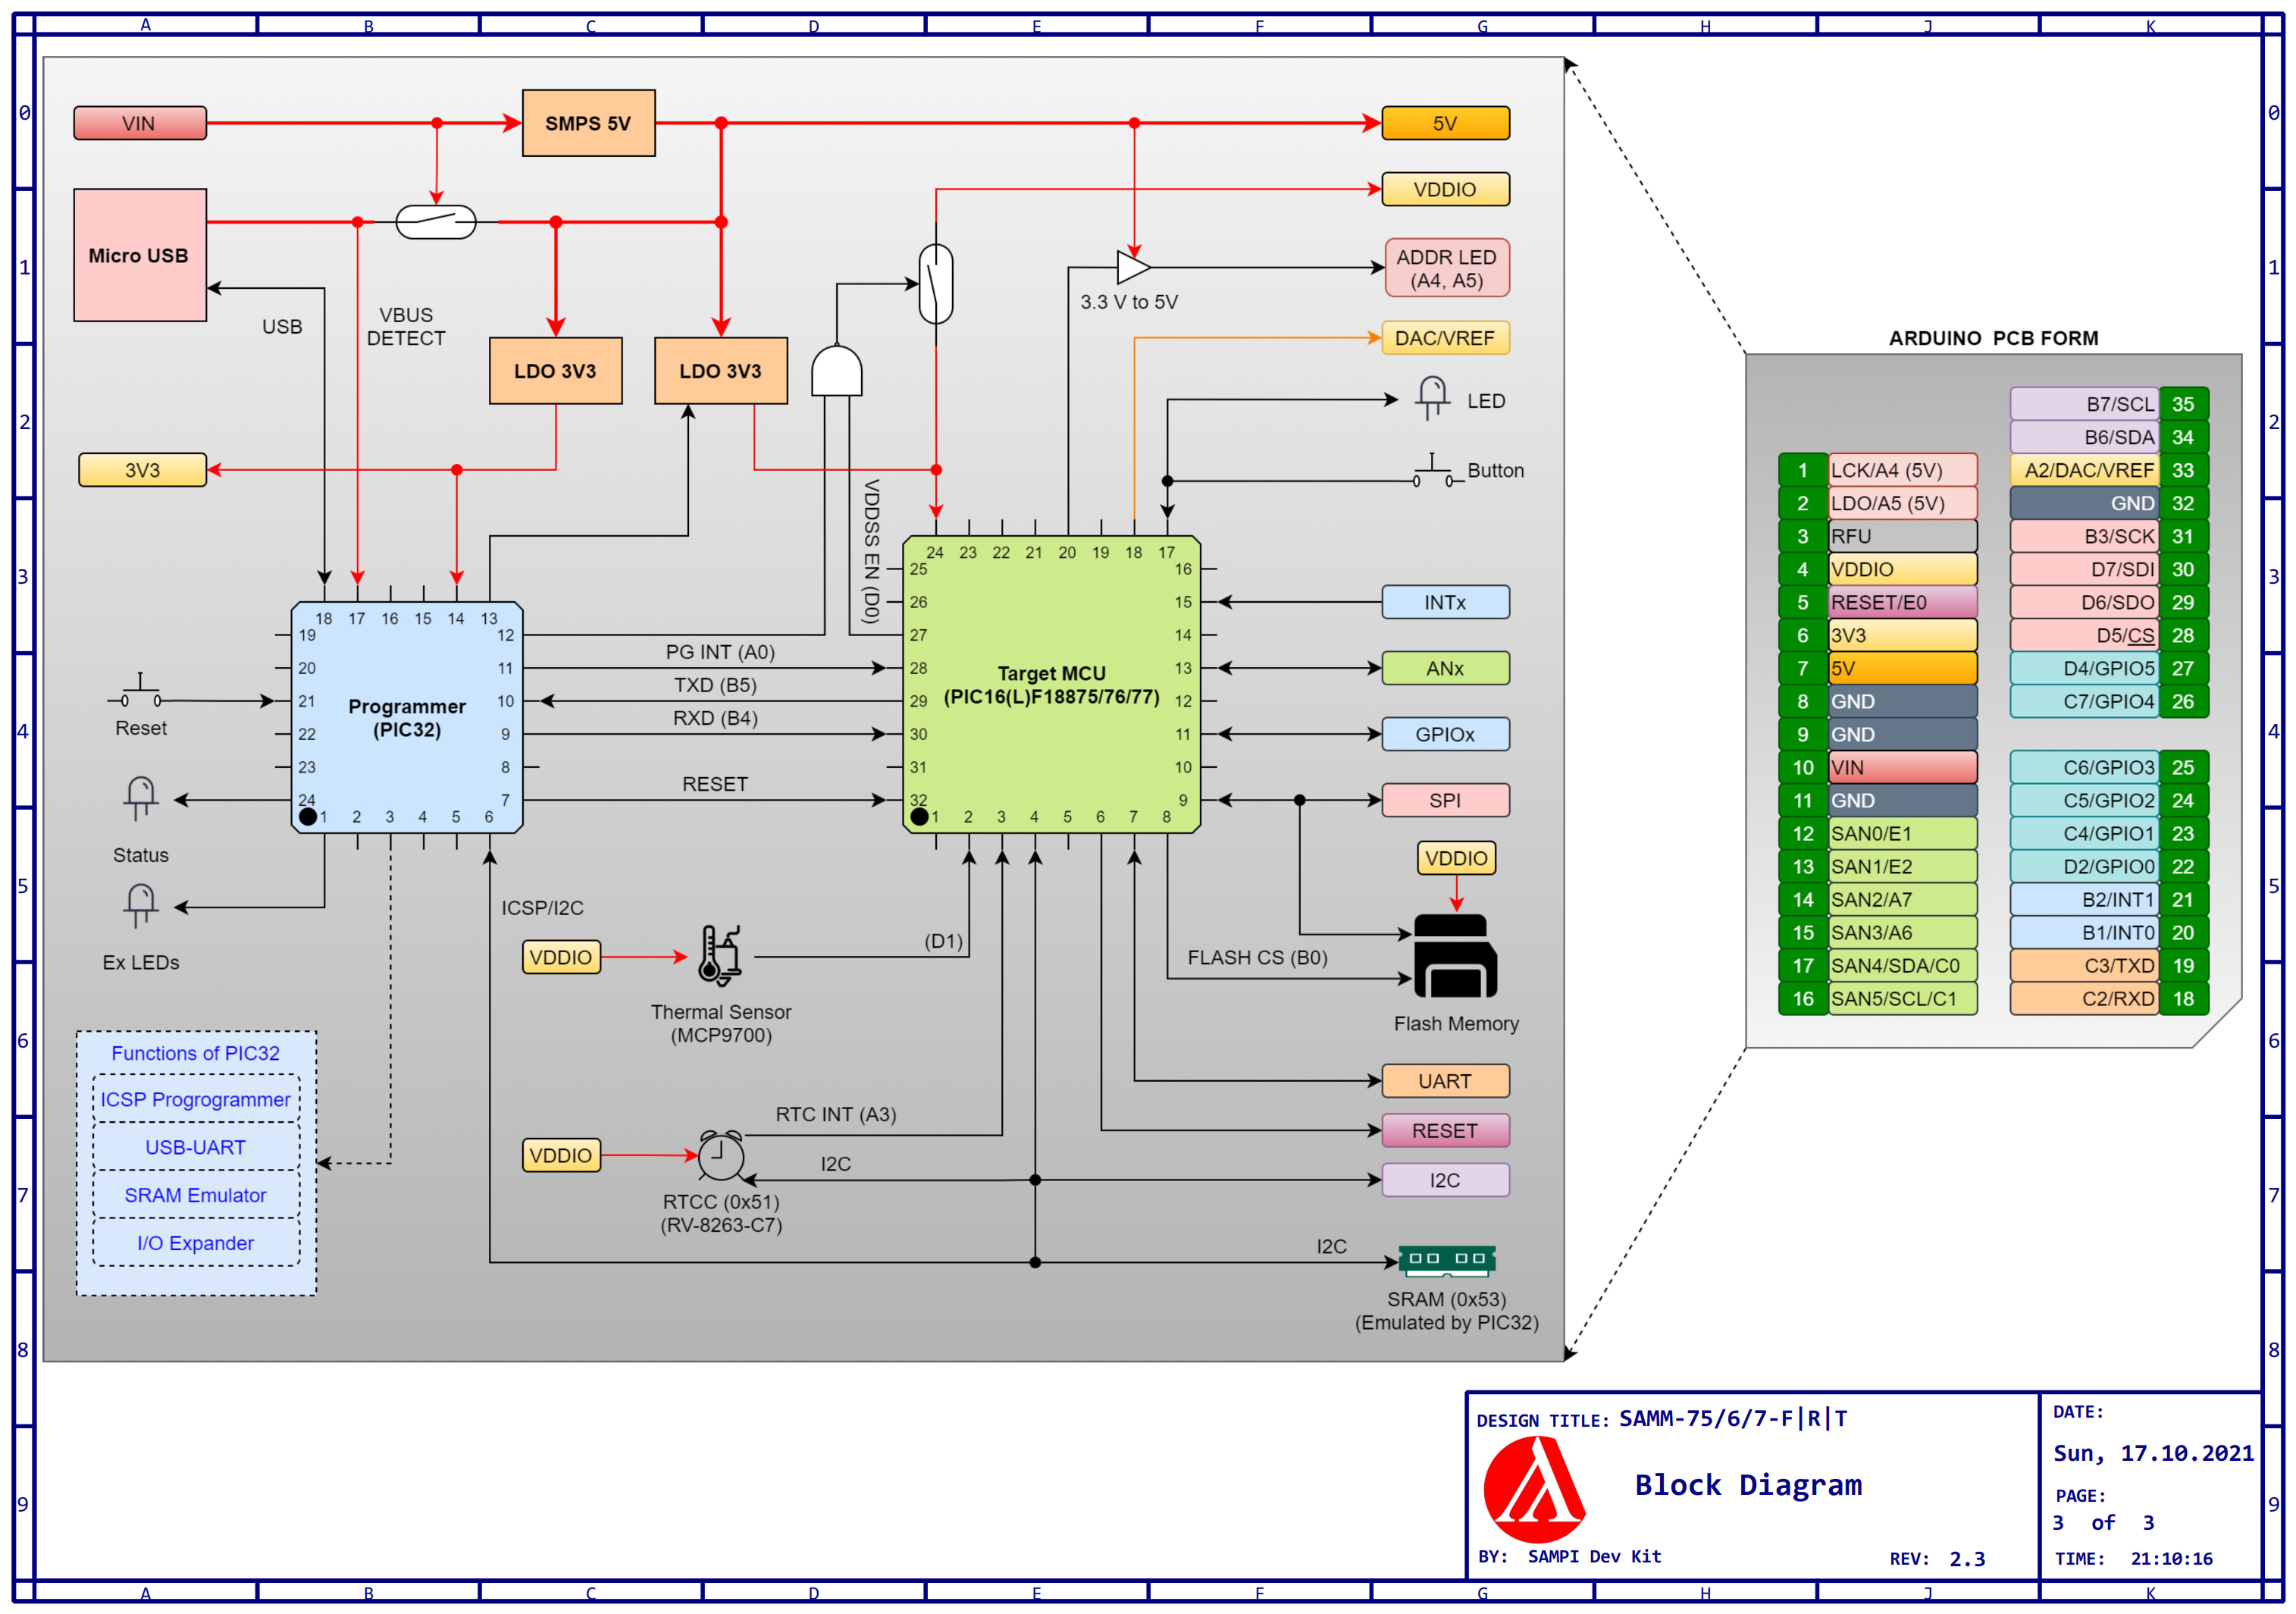 A B C D E F G H J K
0 0
1 1
2 2
3 3
4 4
5 5
6 6
7 7
8 8
9 9
VIN
SMPS 5V
5V
VDDIO
Micro USB
ADDR LED
(A4, A5)
3.3 V to 5V
USB
VBUS
DETECT
DAC/VREF
LDO 3V3
LDO 3V3
LED
3V3
Button
VDDSS EN (D0)
24 23 22 21 20 19 18 17
25 16
26 15
27 14
28 13
29 12
30 11
31 10
32 9
1 2 3 4 5 6 7 8
Target MCU
(PIC16(L)F18875/76/77)
18 17 16 15 14 13
19 12
20 11
21 10
22 9
23 8
24 7
1 2 3 4 5 6
Programmer
(PIC32)
PG INT (A0)
TXD (B5)
RXD (B4)
RESET
INTx
ANx
GPIOx
SPI
Reset
Status
Ex LEDs
VDDIO
ICSP/I2C
VDDIO
(D1)
FLASH CS (B0)
Thermal Sensor
(MCP9700)
Flash Memory
Functions of PIC32
ICSP Progrogrammer
USB-UART
SRAM Emulator
I/O Expander
UART
RTC INT (A3)
RESET
VDDIO
I2C
I2C
RTCC (0x51)
(RV-8263-C7)
I2C
SRAM (0x53)
(Emulated by PIC32)
ARDUINO PCB FORM
B7/SCL 35
B6/SDA 34
1 LCK/A4 (5V) A2/DAC/VREF 33
2 LDO/A5 (5V) GND 32
3 RFU B3/SCK 31
4 VDDIO D7/SDI 30
5 RESET/E0 D6/SDO 29
6 3V3 D5/CS 28
7 5V D4/GPIO5 27
8 GND C7/GPIO4 26
9 GND
10 VIN C6/GPIO3 25
11 GND C5/GPIO2 24
12 SAN0/E1 C4/GPIO1 23
13 SAN1/E2 D2/GPIO0 22
14 SAN2/A7 B2/INT1 21
15 SAN3/A6 B1/INT0 20
17 SAN4/SDA/C0 C3/TXD 19
16 SAN5/SCL/C1 C2/RXD 18
DESIGN TITLE: SAMM-75/6/7-F|R|T
Block Diagram
BY: SAMPI Dev Kit
REV: 2.3
DATE:
Sun, 17.10.2021
PAGE:
3 of 3
TIME: 21:10:16
A B C D E F G H J K